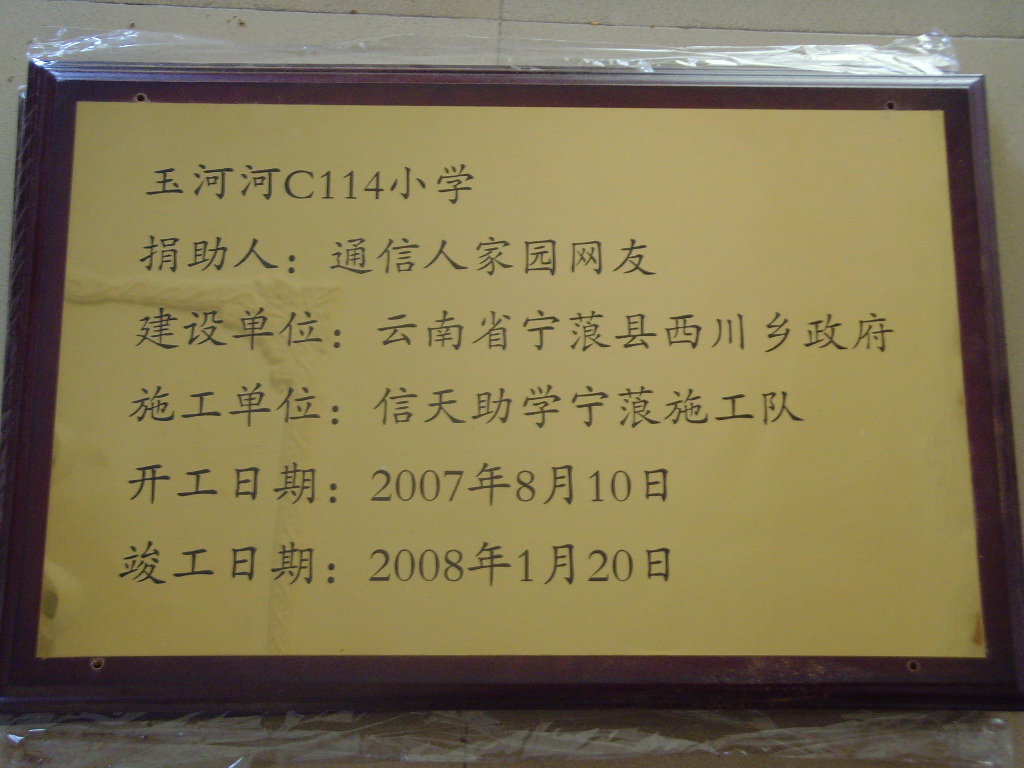 玉河河C114小学
捐助人：通信人家园网友
建设单位：云南省宁蒗县西川乡政府
施工单位：信天助学宁蒗施工队
开工日期：2007年8月10日
竣工日期：2008年1月20日